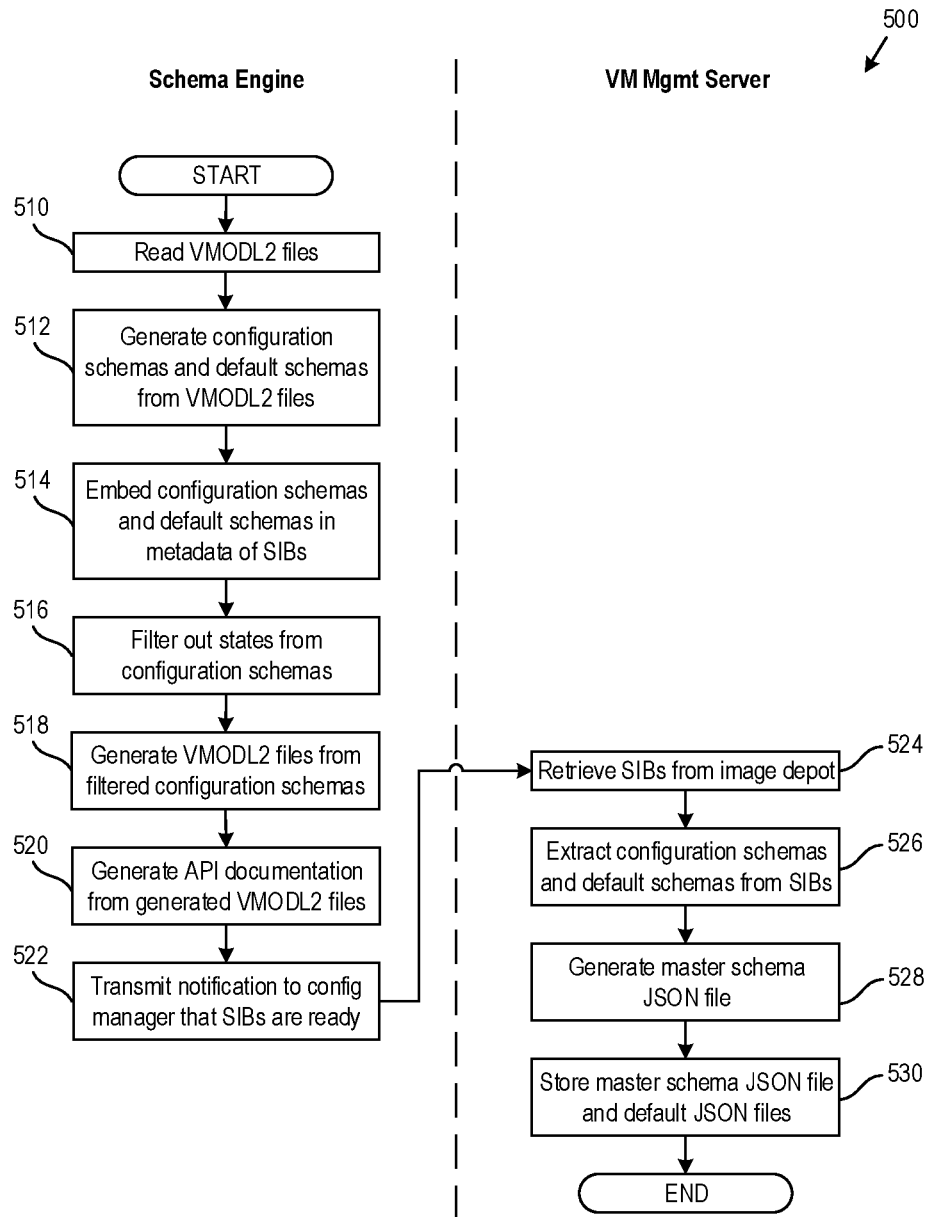 500
Schema Engine
VM Mgmt Server
START
510
Read VMODL2 files
512
Generate configuration
schemas and default schemas
from VMODL2 files
514
Embed configuration schemas
and default schemas in
metadata of SIBs
516
Filter out states from
configuration schemas
518
Generate VMODL2 files from
filtered configuration schemas
520
Generate API documentation
from generated VMODL2 files
522
Transmit notification to config
manager that SIBs are ready
524
Retrieve SIBs from image depot
526
Extract configuration schemas
and default schemas from SIBs
528
Generate master schema
JSON file
530
Store master schema JSON file
and default JSON files
END